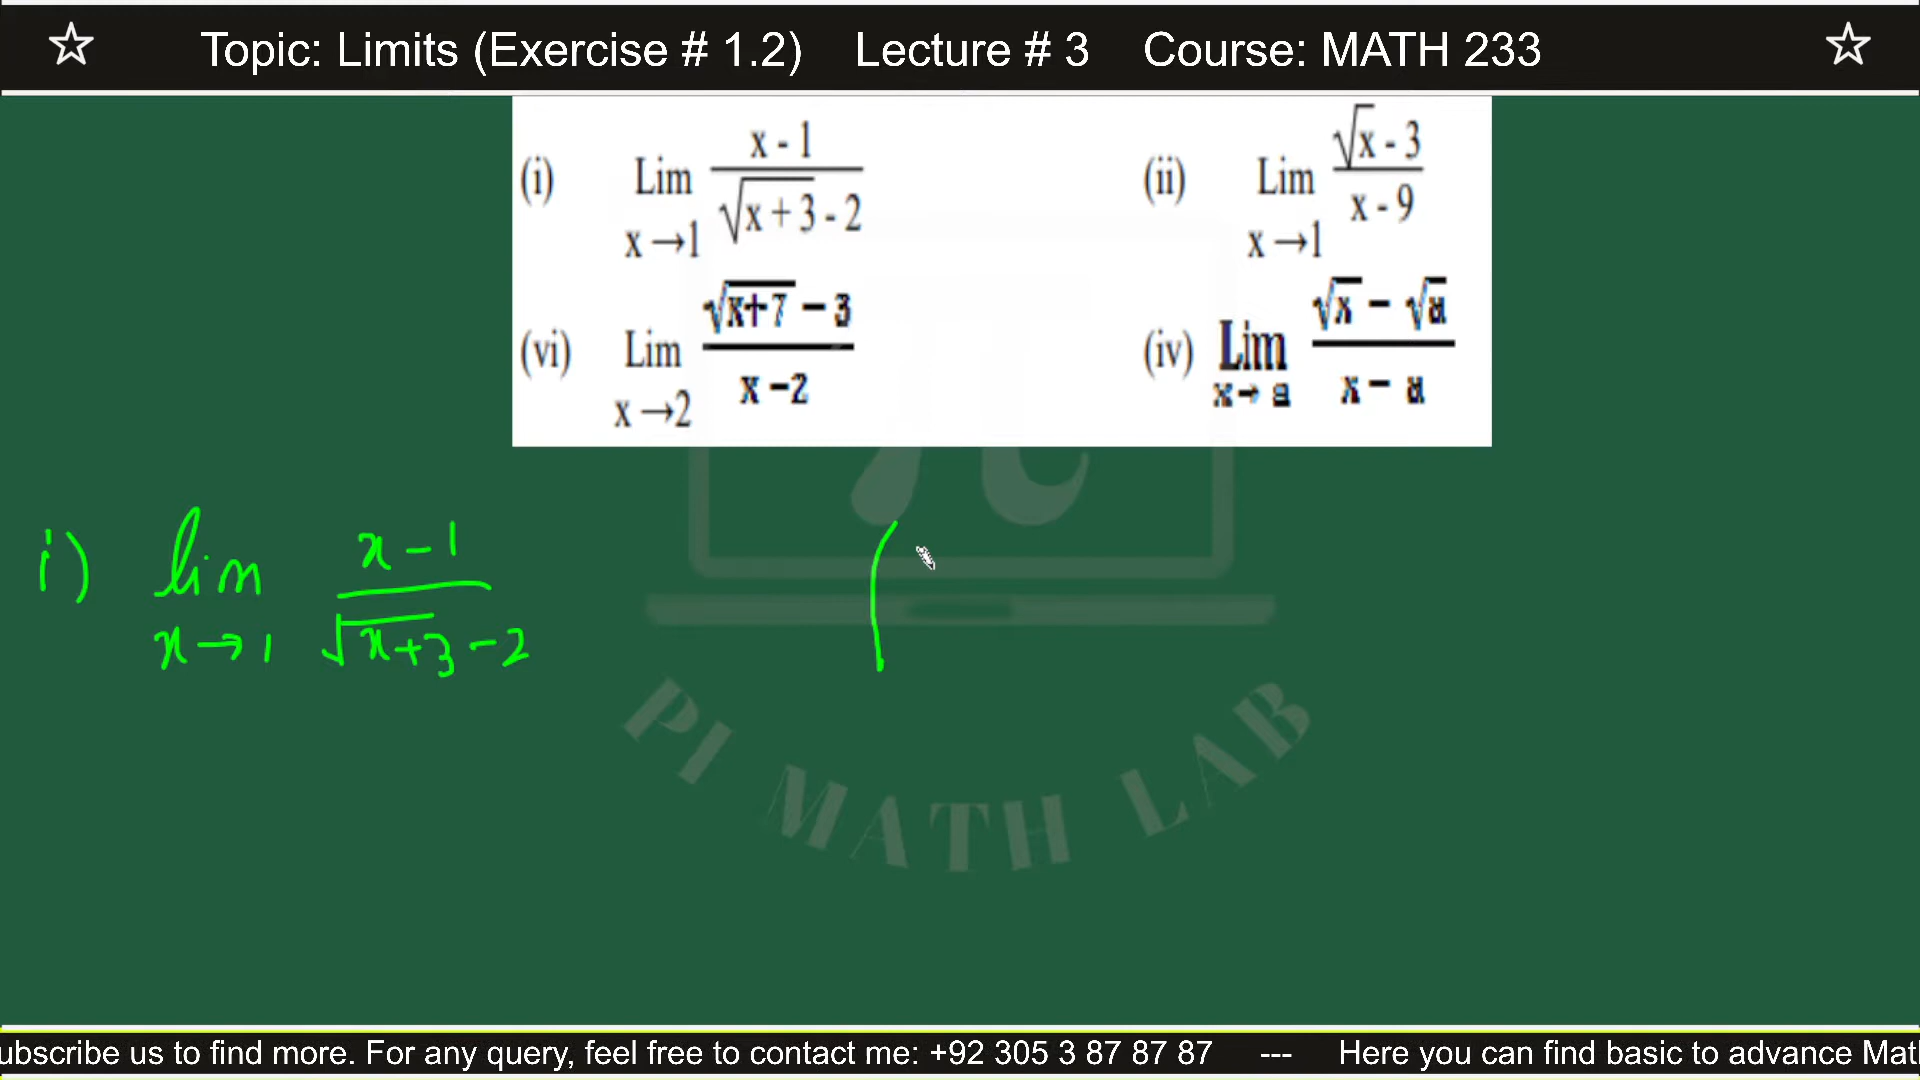 ☆ Topic: Limits (Exercise # 1.2) Lecture # 3 Course: MATH 233 ☆
(i) Lim x→1 (x - 1)/(√(x + 3) - 2) (ii) Lim x→1 (√x - 3)/(x - 9)
(vi) Lim x→2 (√(x+7) - 3)/(x - 2) (iv) Lim x→a (√x - √a)/(x - a)
i) lim x→1 (x-1)/(√(x+3) - 2) (
PI MATH LAB
ubscribe us to find more. For any query, feel free to contact me: +92 305 3 87 87 87 --- Here you can find basic to advance Mat